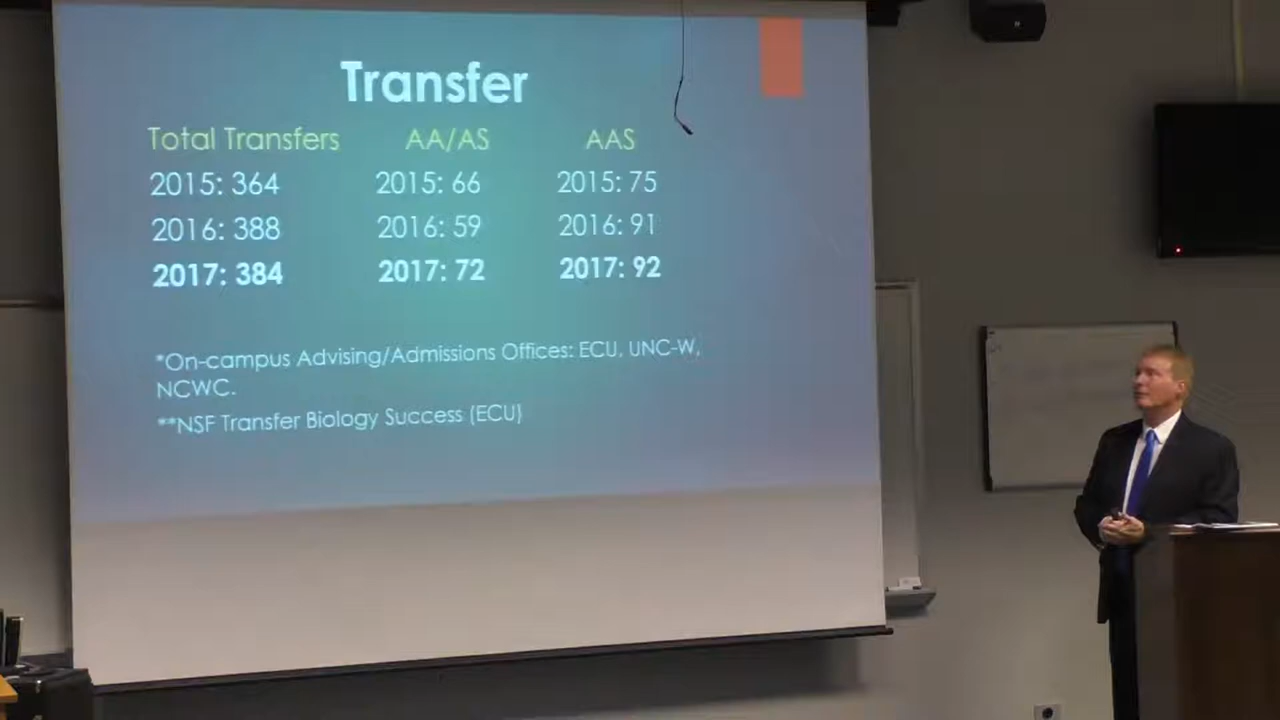 Transfer
Total Transfers AA/AS AAS
2015: 364 2015: 66 2015: 75
2016: 388 2016: 59 2016: 91
2017: 384 2017: 72 2017: 92
*On-campus Advising/Admissions Offices: ECU, UNC-W,
NCWC.
**NSF Transfer Biology Success (ECU)